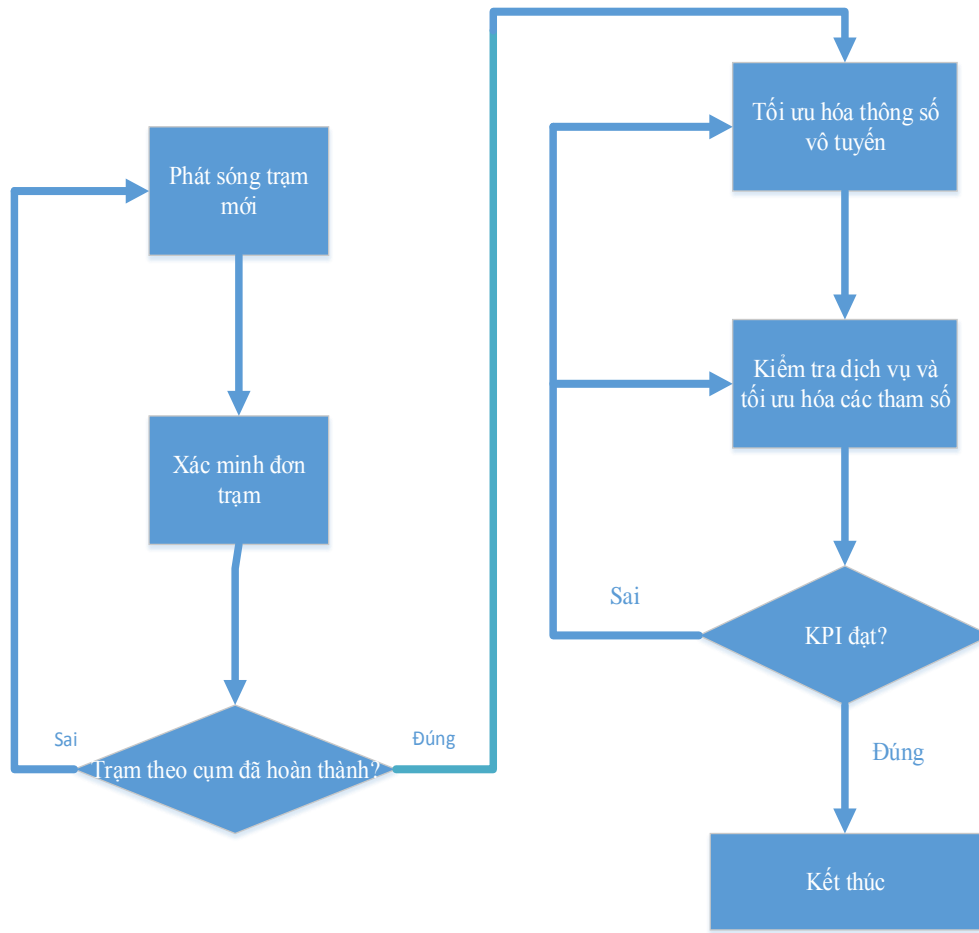 Phát sóng trạm
mới
Xác minh đơn
trạm
Sai
Trạm theo cụm đã hoàn thành?
Đúng
Tối ưu hóa thông số
vô tuyến
Kiểm tra dịch vụ và
tối ưu hóa các tham số
Sai
KPI đạt?
Đúng
Kết thúc